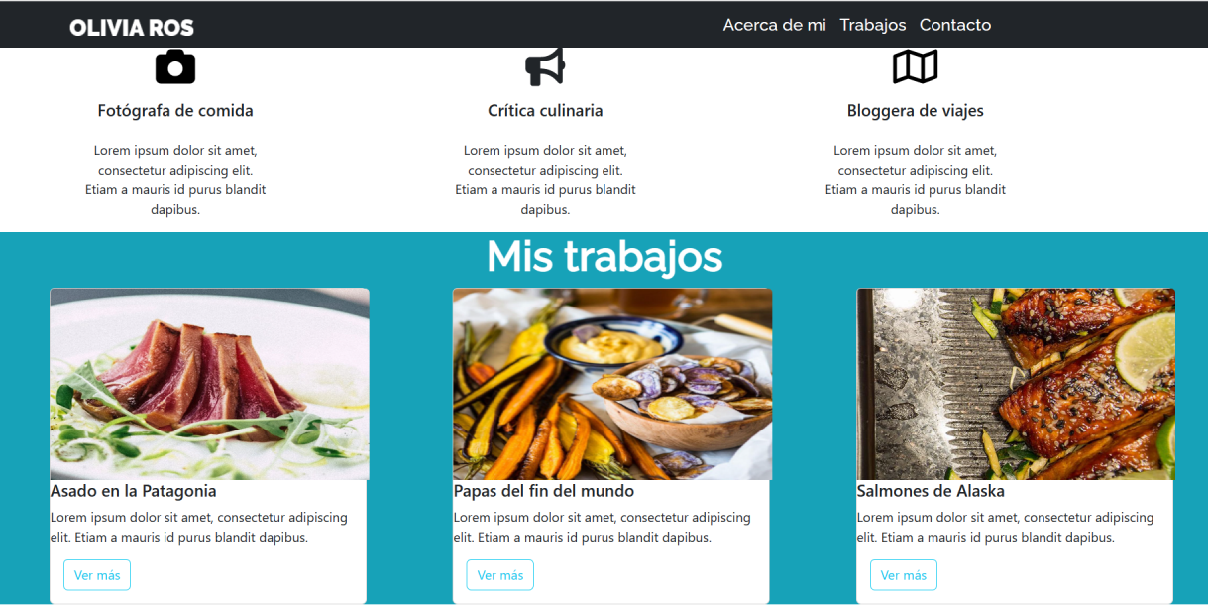 OLIVIA ROS
Acerca de mi Trabajos Contacto
Fotógrafa de comida
Lorem ipsum dolor sit amet,
consectetur adipiscing elit.
Etiam a mauris id purus blandit
dapibus.
Crítica culinaria
Lorem ipsum dolor sit amet,
consectetur adipiscing elit.
Etiam a mauris id purus blandit
dapibus.
Bloggera de viajes
Lorem ipsum dolor sit amet,
consectetur adipiscing elit.
Etiam a mauris id purus blandit
dapibus.
Mis trabajos
Asado en la Patagonia
Lorem ipsum dolor sit amet, consectetur adipiscing
elit. Etiam a mauris id purus blandit dapibus.
Ver más
Papas del fin del mundo
Lorem ipsum dolor sit amet, consectetur adipiscing
elit. Etiam a mauris id purus blandit dapibus.
Ver más
Salmones de Alaska
Lorem ipsum dolor sit amet, consectetur adipiscing
elit. Etiam a mauris id purus blandit dapibus.
Ver más